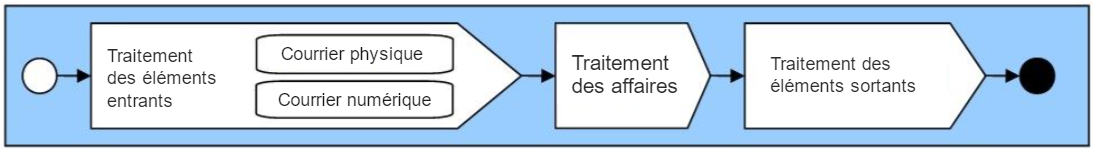 Traitement
des éléments
entrants
Courrier physique
Courrier numérique
Traitement
des affaires
Traitement des
éléments sortants